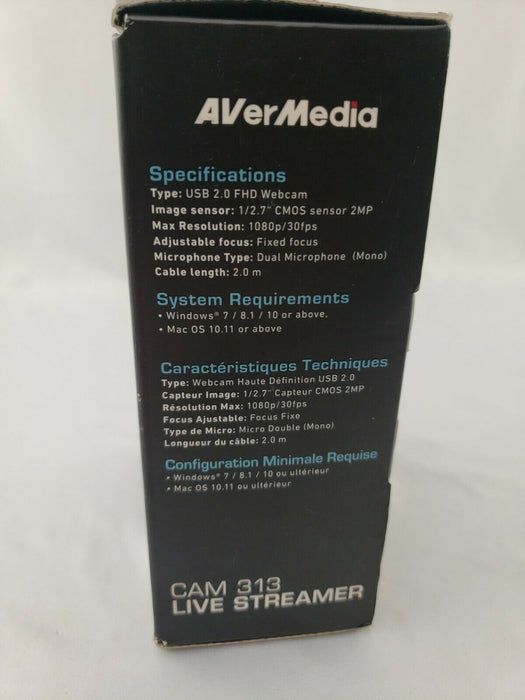 AVerMedia
Specifications
Type: USB 2.0 FHD Webcam
Image sensor: 1/2.7" CMOS sensor 2MP
Max Resolution: 1080p/30fps
Adjustable focus: Fixed focus
Microphone Type: Dual Microphone (Mono)
Cable length: 2.0 m
System Requirements
• Windows® 7 / 8.1 / 10 or above.
• Mac OS 10.11 or above
Caractéristiques Techniques
Type: Webcam Haute Définition USB 2.0
Capteur Image: 1/2.7" Capteur CMOS 2MP
Résolution Max: 1080p/30fps
Focus Ajustable: Focus Fixe
Type de Micro: Micro Double (Mono)
Longueur du câble: 2.0 m
Configuration Minimale Requise
• Windows® 7 / 8.1 / 10 ou ultérieur
• Mac OS 10.11 ou ultérieur
CAM 313
LIVE STREAMER